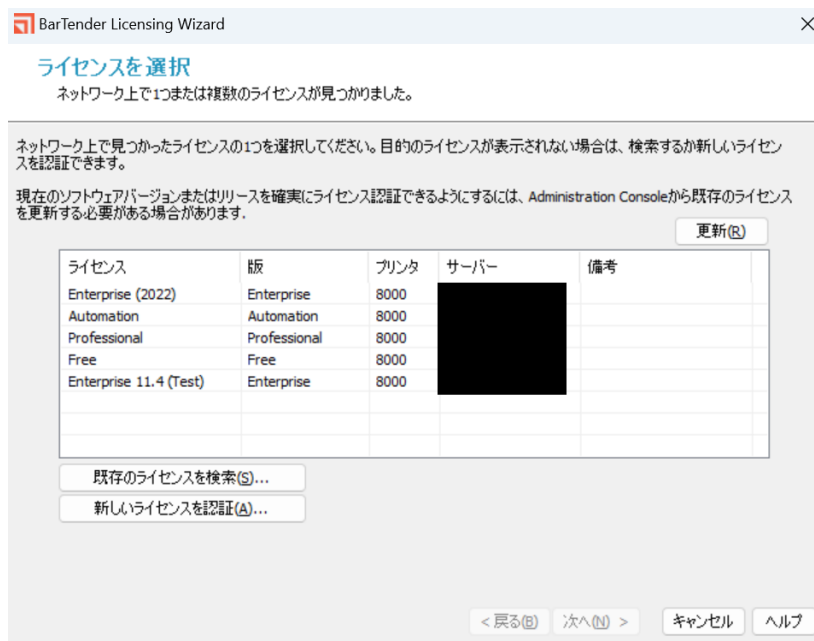 BarTender Licensing Wizard
ライセンスを選択
ネットワーク上で1つまたは複数のライセンスが見つかりました。
ネットワーク上で見つかったライセンスの1つを選択してください。目的のライセンスが表示されない場合は、検索するか新しいライセン
スを認証できます。
現在のソフトウェアバージョンまたはリリースを確実にライセンス認証できるようにするには、Administration Consoleから既存のライセンス
を更新する必要がある場合があります.
更新(R)
ライセンス 版 プリンタ サーバー 備考
Enterprise (2022) Enterprise 8000
Automation Automation 8000
Professional Professional 8000
Free Free 8000
Enterprise 11.4 (Test) Enterprise 8000
既存のライセンスを検索(S)...
新しいライセンスを認証(A)...
< 戻る(B) 次へ(N) > キャンセル ヘルプ